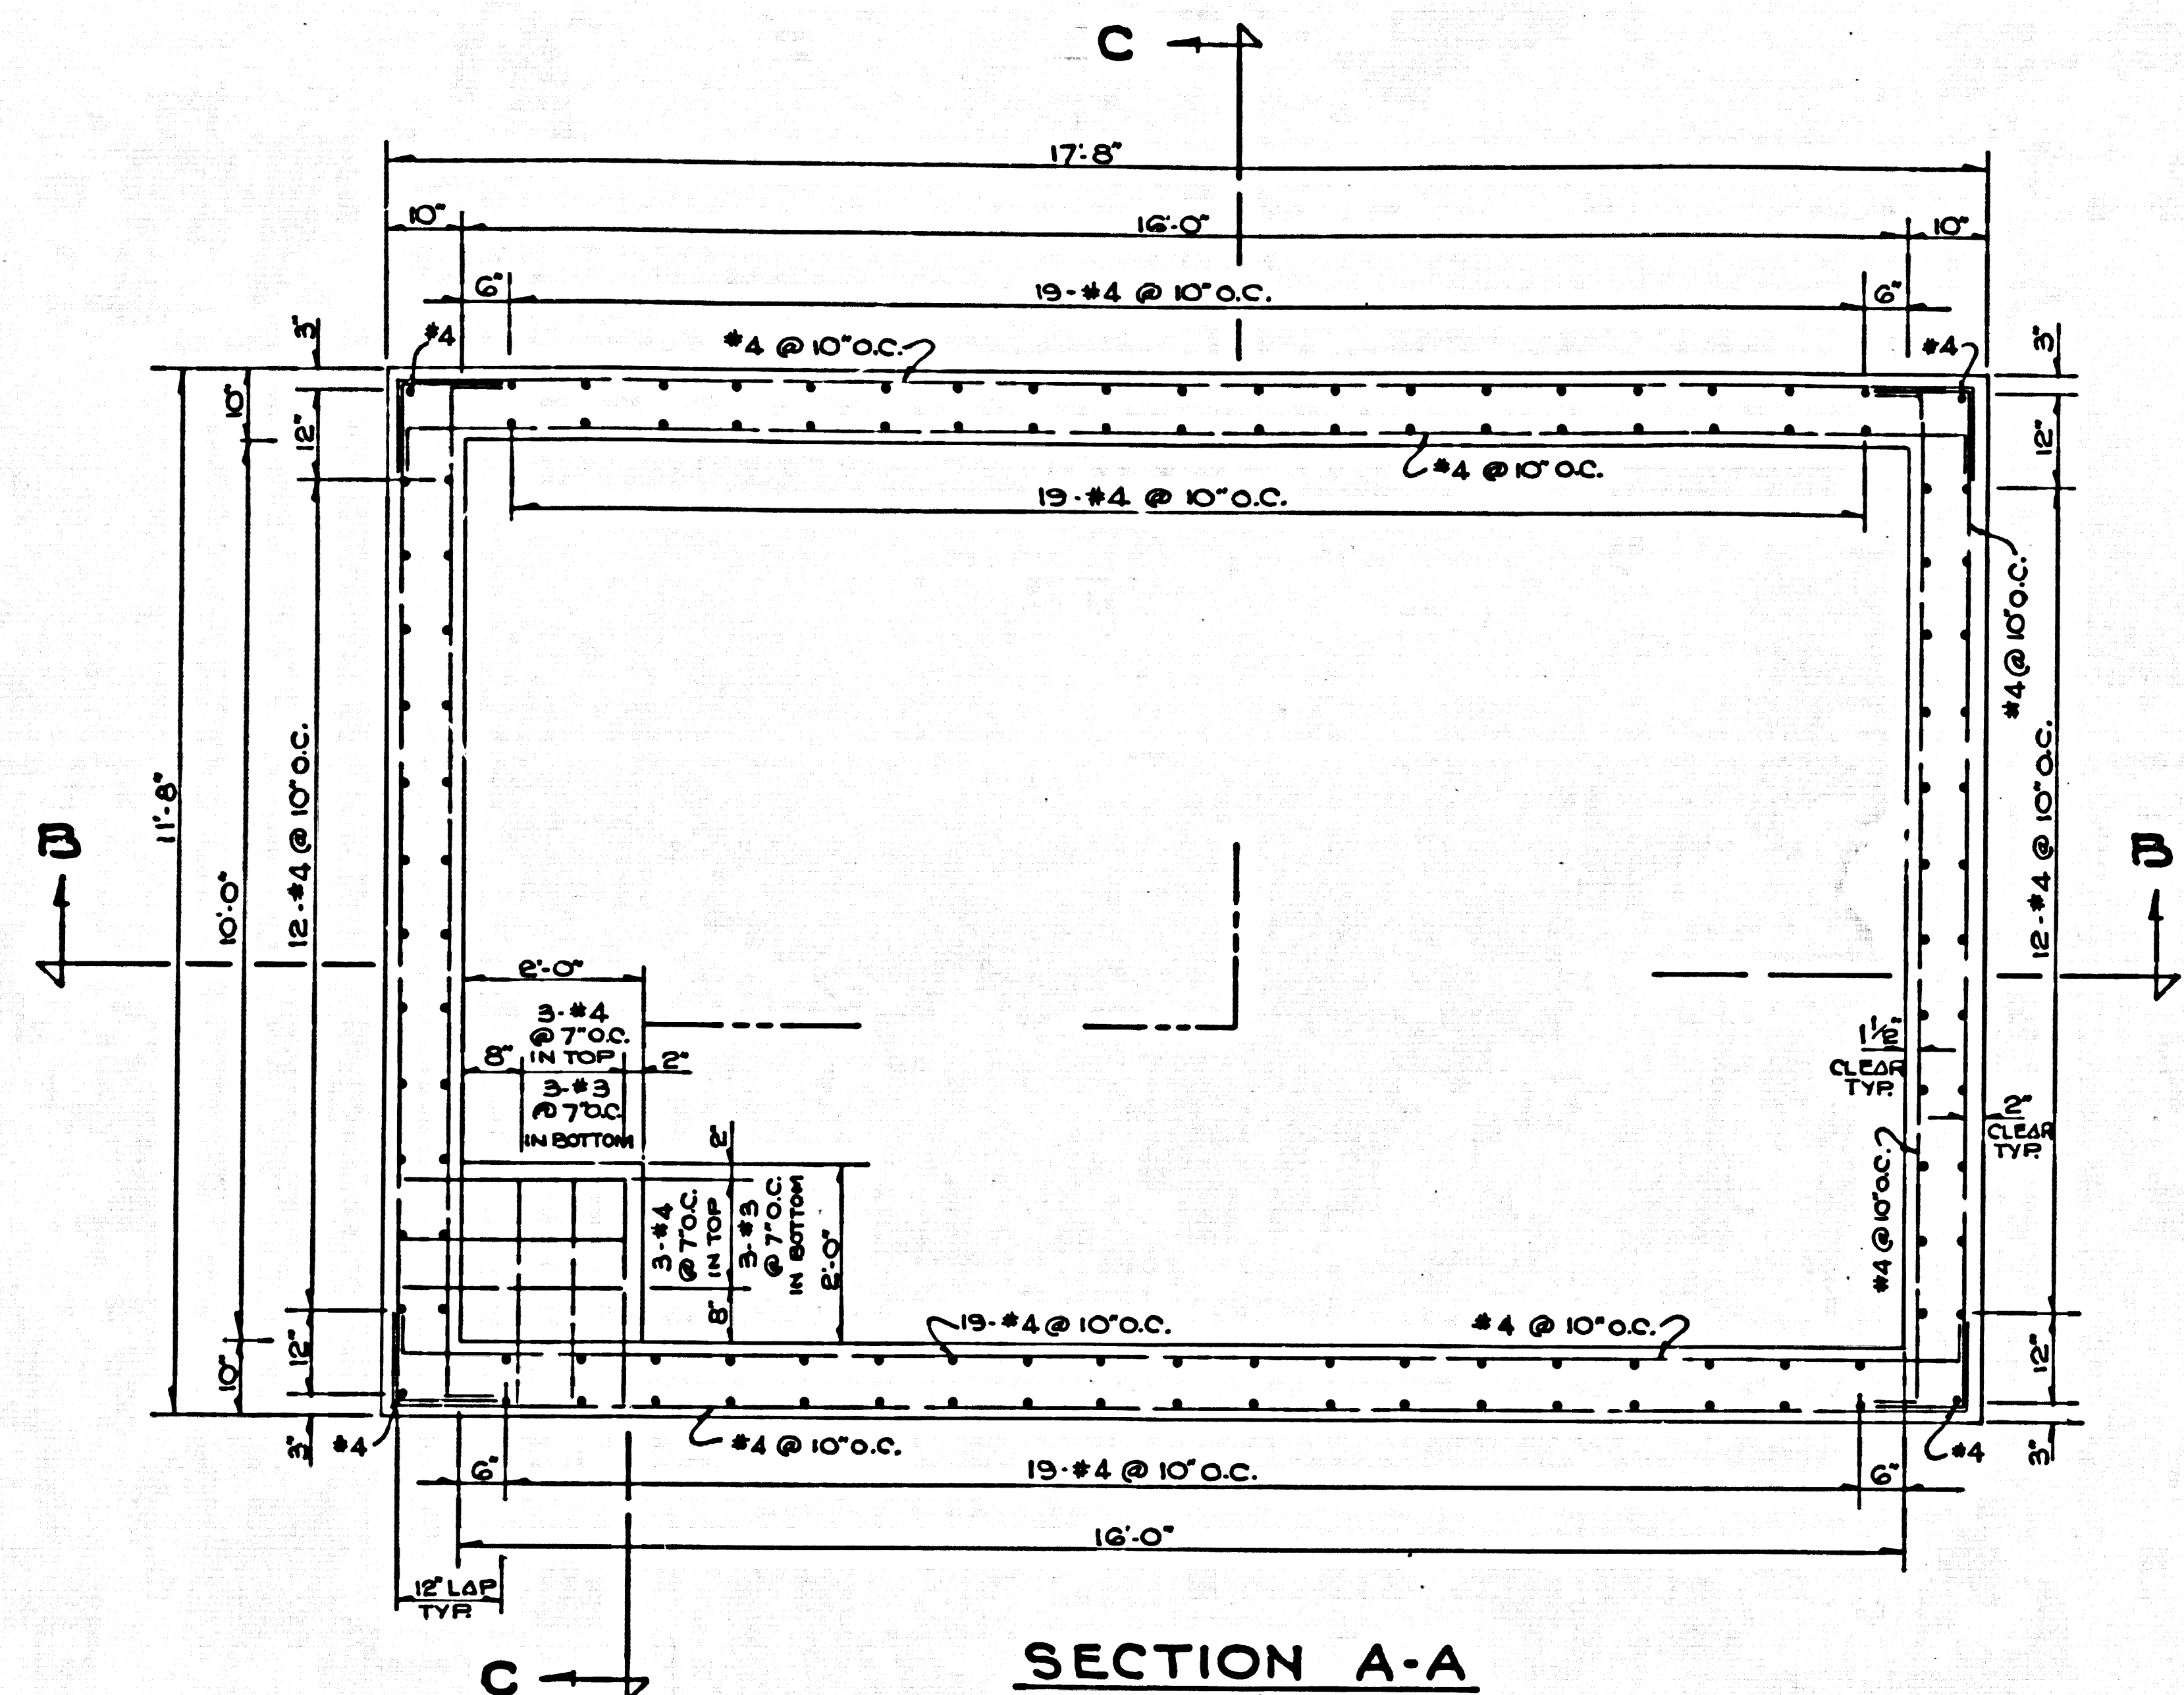 C
17'-8"
10"
16'-0"
10"
6"
19-#4 @ 10" O.C.
6"
3"
#4
#4 @ 10" O.C.
#4
3"
10"
12"
12"
#4 @ 10" O.C.
19-#4 @ 10" O.C.
#4 @ 10" O.C.
11'-8"
10'-0"
12-#4 @ 10" O.C.
12-#4 @ 10" O.C.
B
B
2'-0"
3-#4
@ 7" O.C.
IN TOP
8"
2"
3-#3
@ 7" O.C.
IN BOTTOM
1½"
CLEAR
TYP.
2"
CLEAR
TYP.
2"
3-#4
@ 7" O.C.
IN TOP
3-#3
@ 7" O.C.
IN BOTTOM
2'-0"
8"
#4 @ 10" O.C.
19-#4 @ 10" O.C.
#4 @ 10" O.C.
12"
10"
12"
3"
#4
#4 @ 10" O.C.
#4
3"
6"
19-#4 @ 10" O.C.
6"
16'-0"
12" LAP
TYP.
C
SECTION A-A